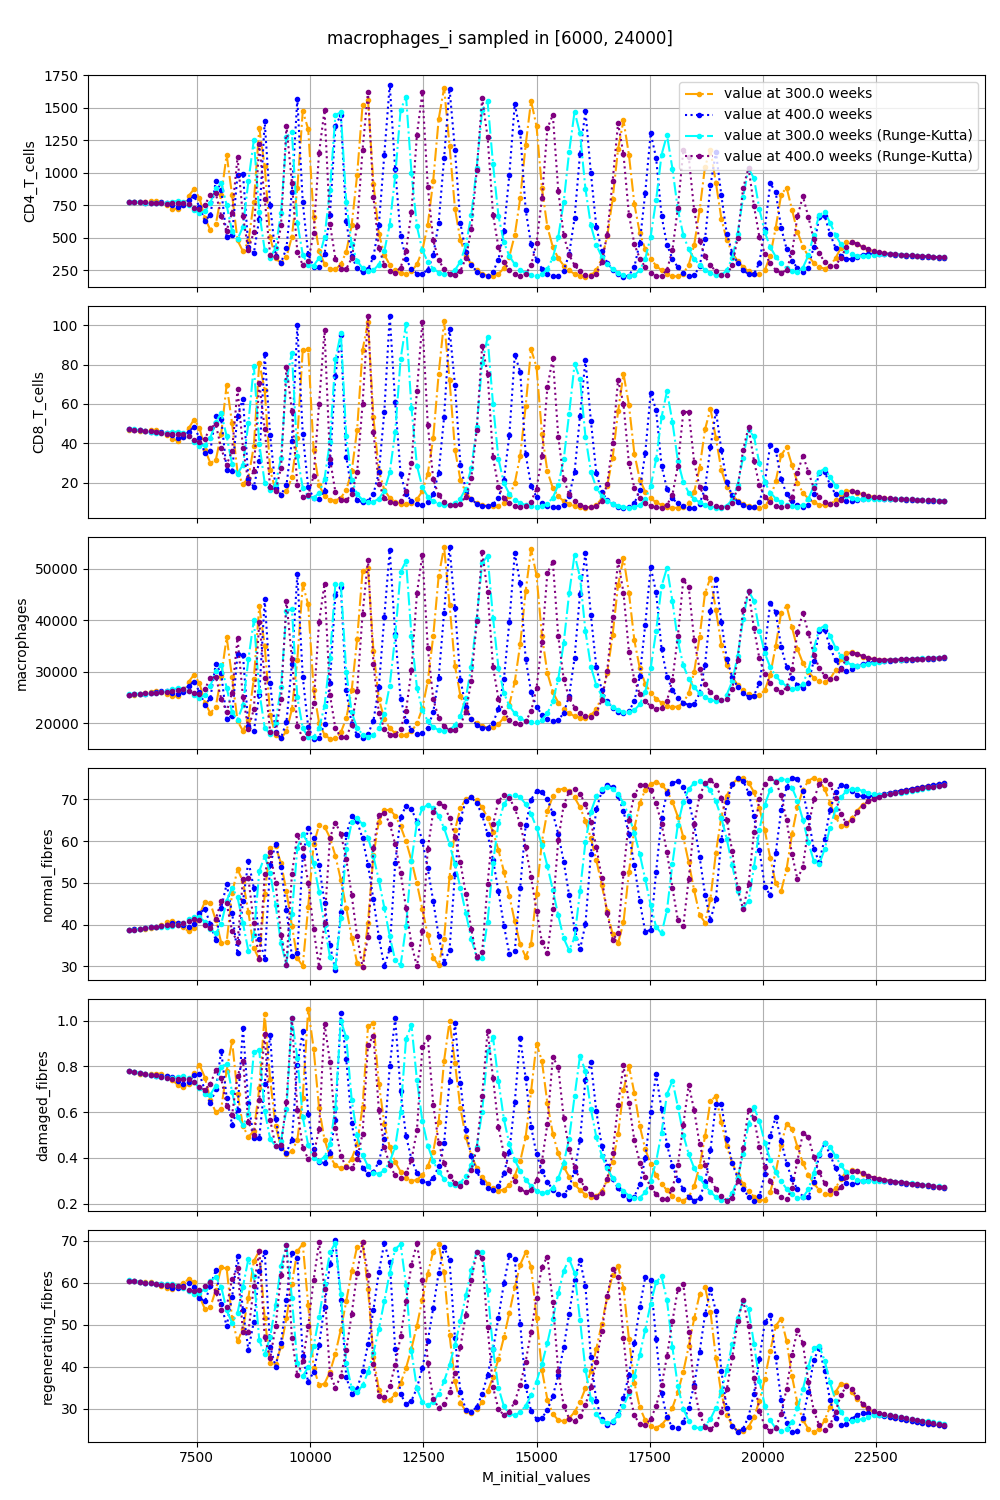 macrophages_i sampled in [6000, 24000]
1750
1500
1250
1000
750
500
250
CD4_T_cells
value at 300.0 weeks
value at 400.0 weeks
value at 300.0 weeks (Runge-Kutta)
value at 400.0 weeks (Runge-Kutta)
100
80
60
40
20
CD8_T_cells
50000
40000
30000
20000
macrophages
70
60
50
40
30
normal_fibres
1.0
0.8
0.6
0.4
0.2
damaged_fibres
70
60
50
40
30
regenerating_fibres
7500 10000 12500 15000 17500 20000 22500
M_initial_values